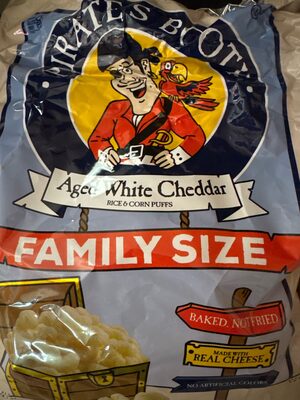 PIRATE'S BOOTY
Aged White Cheddar
RICE & CORN PUFFS
FAMILY SIZE
BAKED, NOT FRIED
MADE WITH
REAL CHEESE
NO ARTIFICIAL COLORS